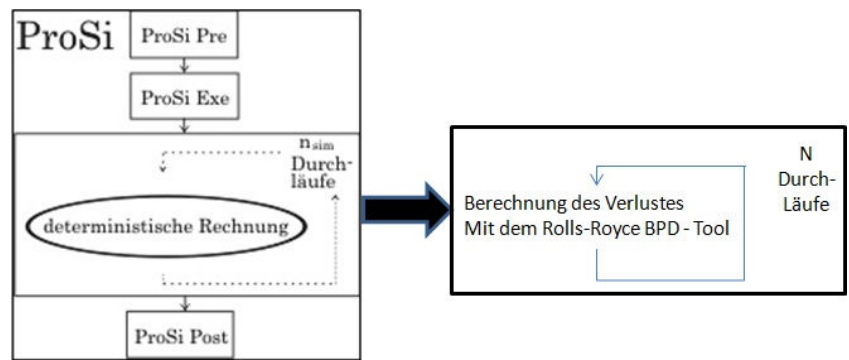 ProSi
ProSi Pre
ProSi Exe
nsim
Durch-
läufe
deterministische Rechnung
ProSi Post
N
Durch-
Läufe
Berechnung des Verlustes
Mit dem Rolls-Royce BPD - Tool